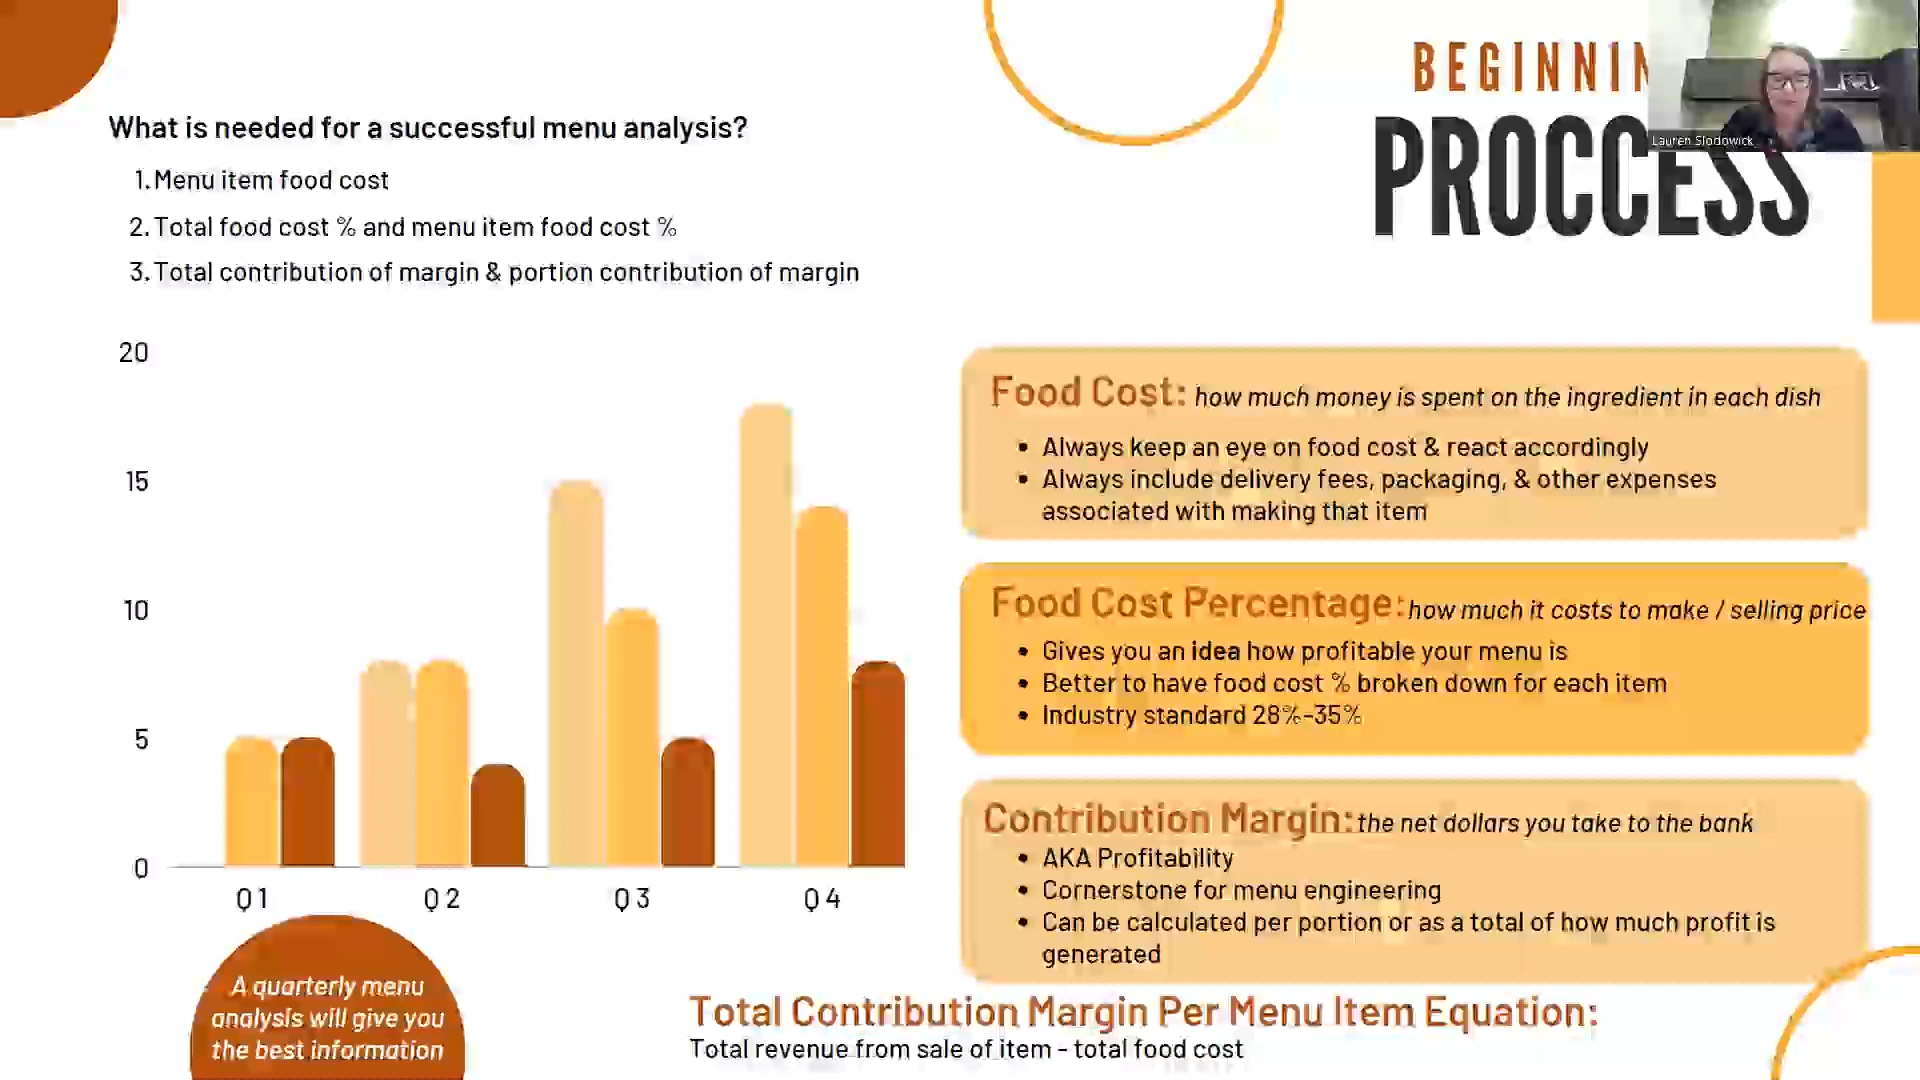 BEGINNIN
PROCCESS
Lauren Slodowick
What is needed for a successful menu analysis?
1. Menu item food cost
2. Total food cost % and menu item food cost %
3. Total contribution of margin & portion contribution of margin
20
15
10
5
0
Q1 Q2 Q3 Q4
A quarterly menu
analysis will give you
the best information
Food Cost: how much money is spent on the ingredient in each dish
• Always keep an eye on food cost & react accordingly
• Always include delivery fees, packaging, & other expenses
associated with making that item
Food Cost Percentage: how much it costs to make / selling price
• Gives you an idea how profitable your menu is
• Better to have food cost % broken down for each item
• Industry standard 28%-35%
Contribution Margin: the net dollars you take to the bank
• AKA Profitability
• Cornerstone for menu engineering
• Can be calculated per portion or as a total of how much profit is
generated
Total Contribution Margin Per Menu Item Equation:
Total revenue from sale of item - total food cost